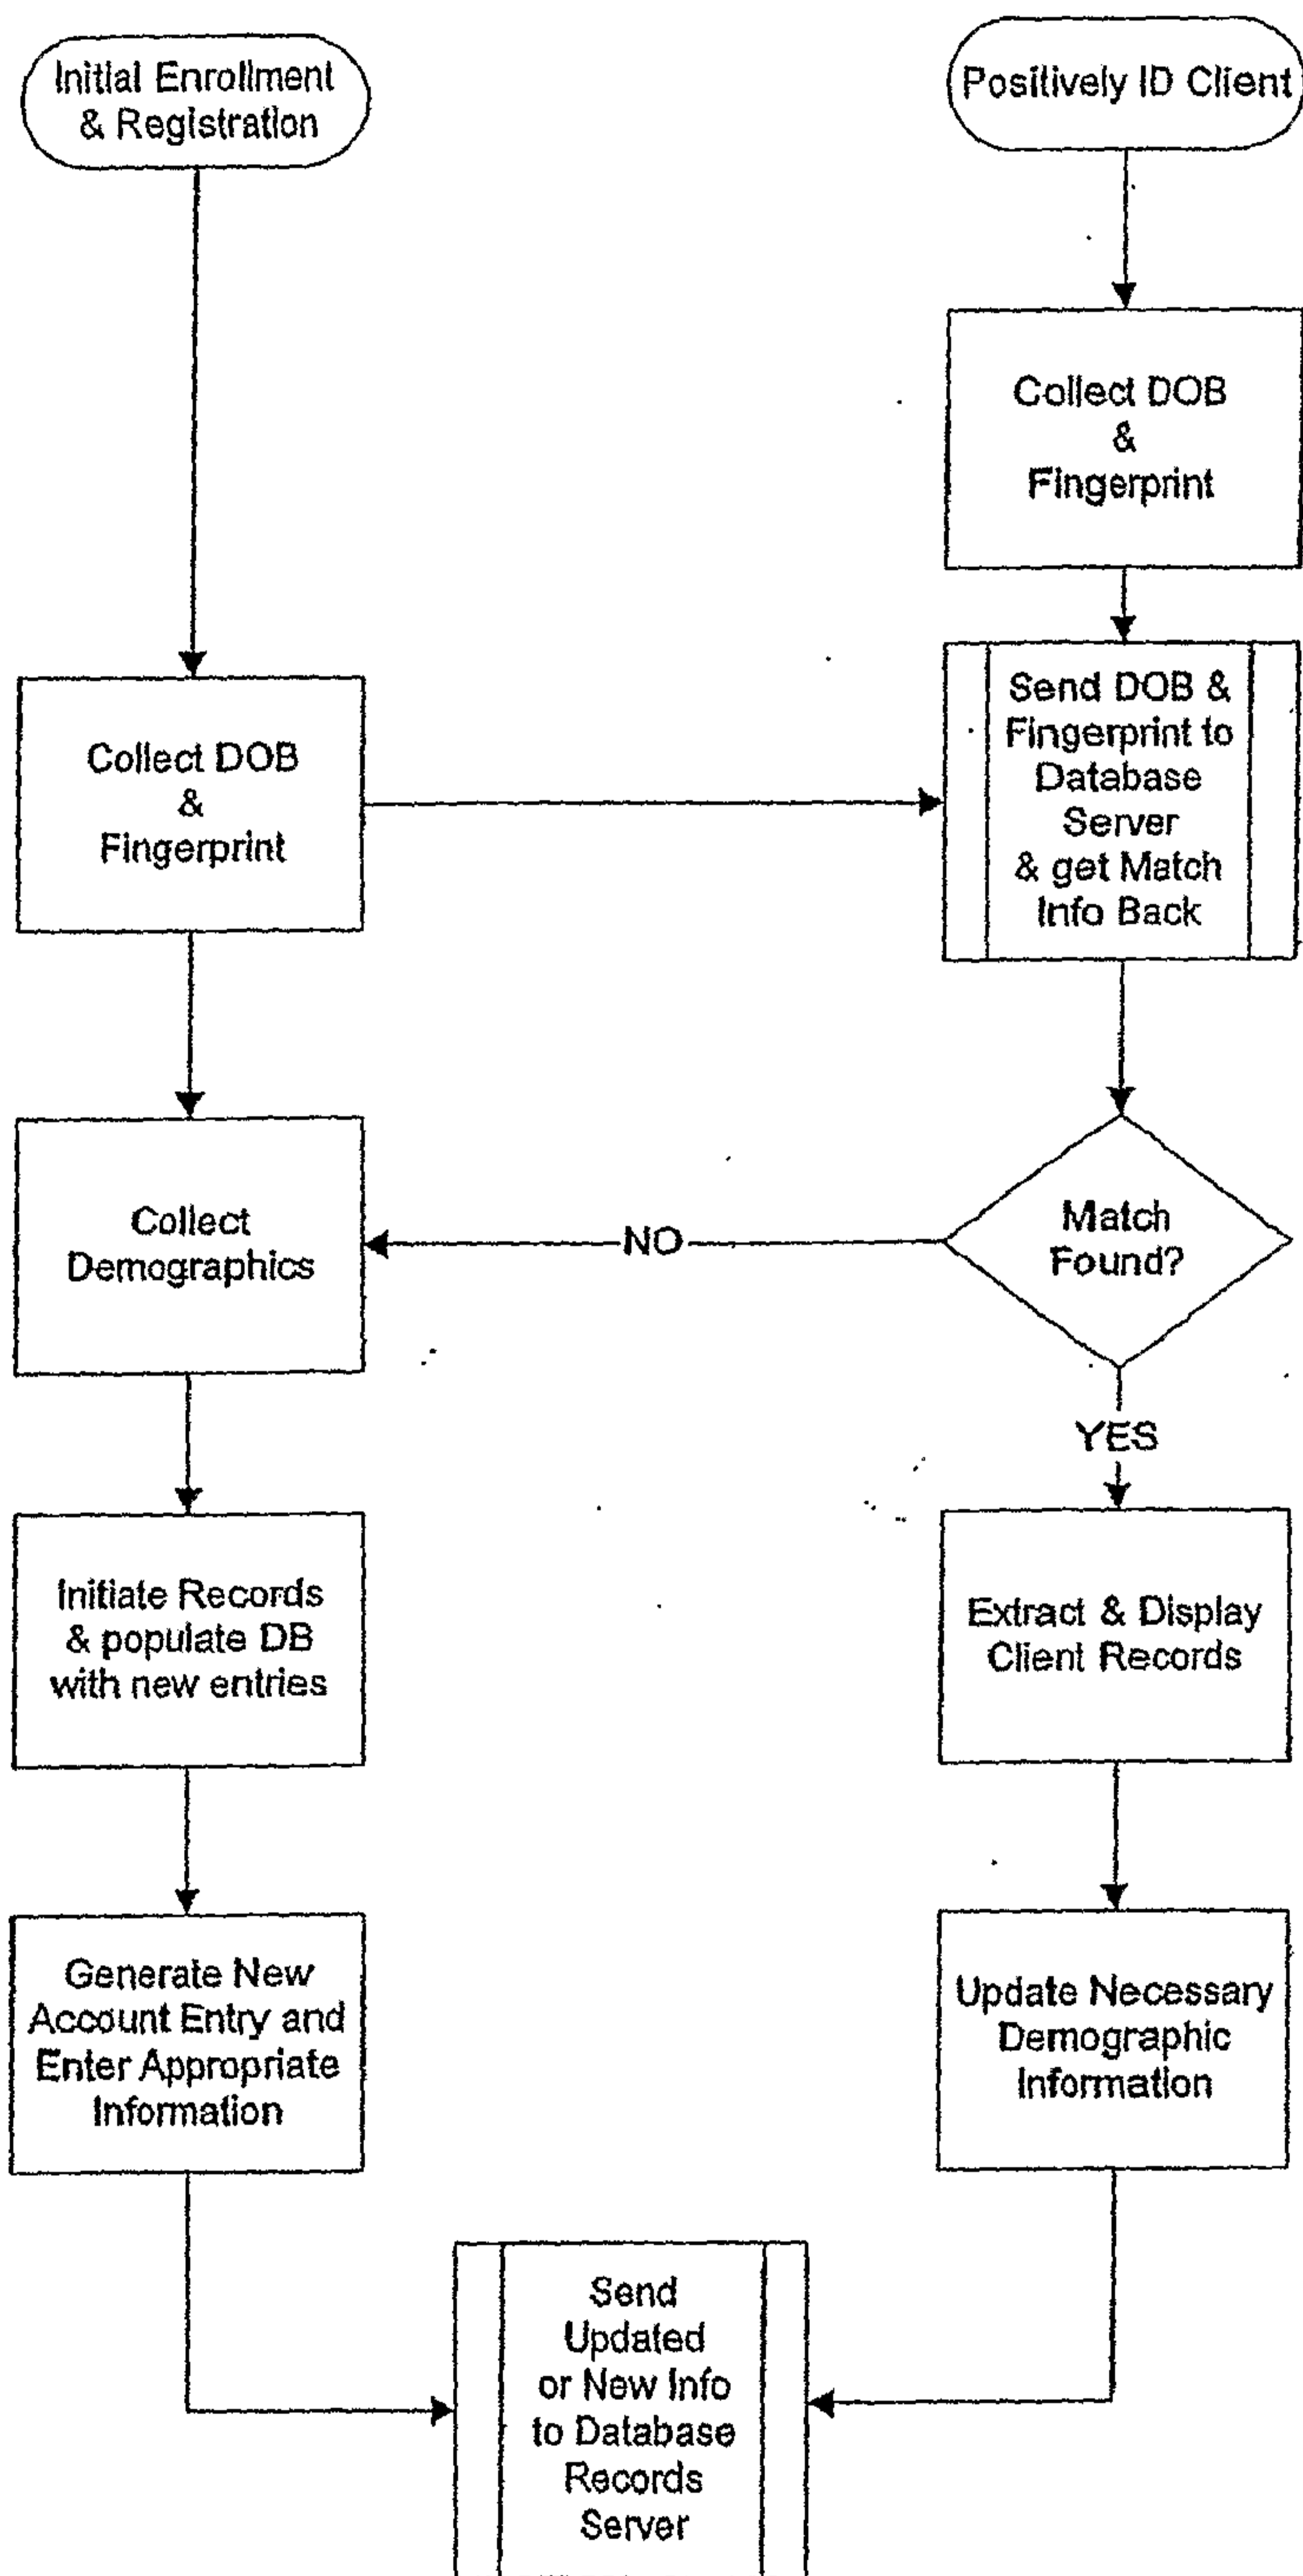 Initial Enrollment
& Registration
Positively ID Client
Collect DOB
&
Fingerprint
Collect DOB
&
Fingerprint
Send DOB &
Fingerprint to
Database
Server
& get Match
Info Back
Collect
Demographics
NO
Match
Found?
YES
Initiate Records
& populate DB
with new entries
Extract & Display
Client Records
Generate New
Account Entry and
Enter Appropriate
Information
Update Necessary
Demographic
Information
Send
Updated
or New Info
to Database
Records
Server